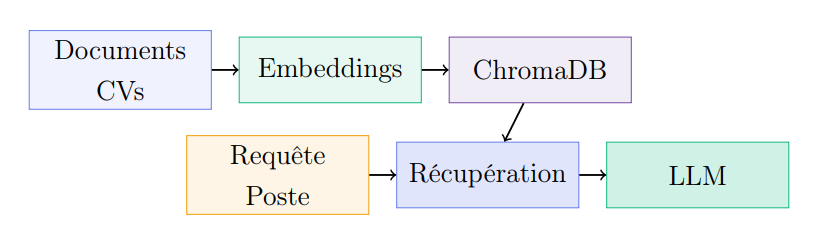 Documents
CVs
Embeddings
ChromaDB
Requête
Poste
Récupération
LLM